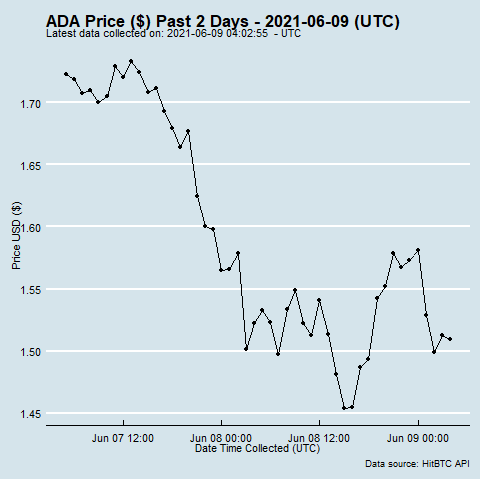 ADA Price ($) Past 2 Days - 2021-06-09 (UTC)
Latest data collected on: 2021-06-09 04:02:55 - UTC
1.70
1.65
1.60
1.55
1.50
1.45
Price USD ($)
Jun 07 12:00 Jun 08 00:00 Jun 08 12:00 Jun 09 00:00
Date Time Collected (UTC)
Data source: HitBTC API